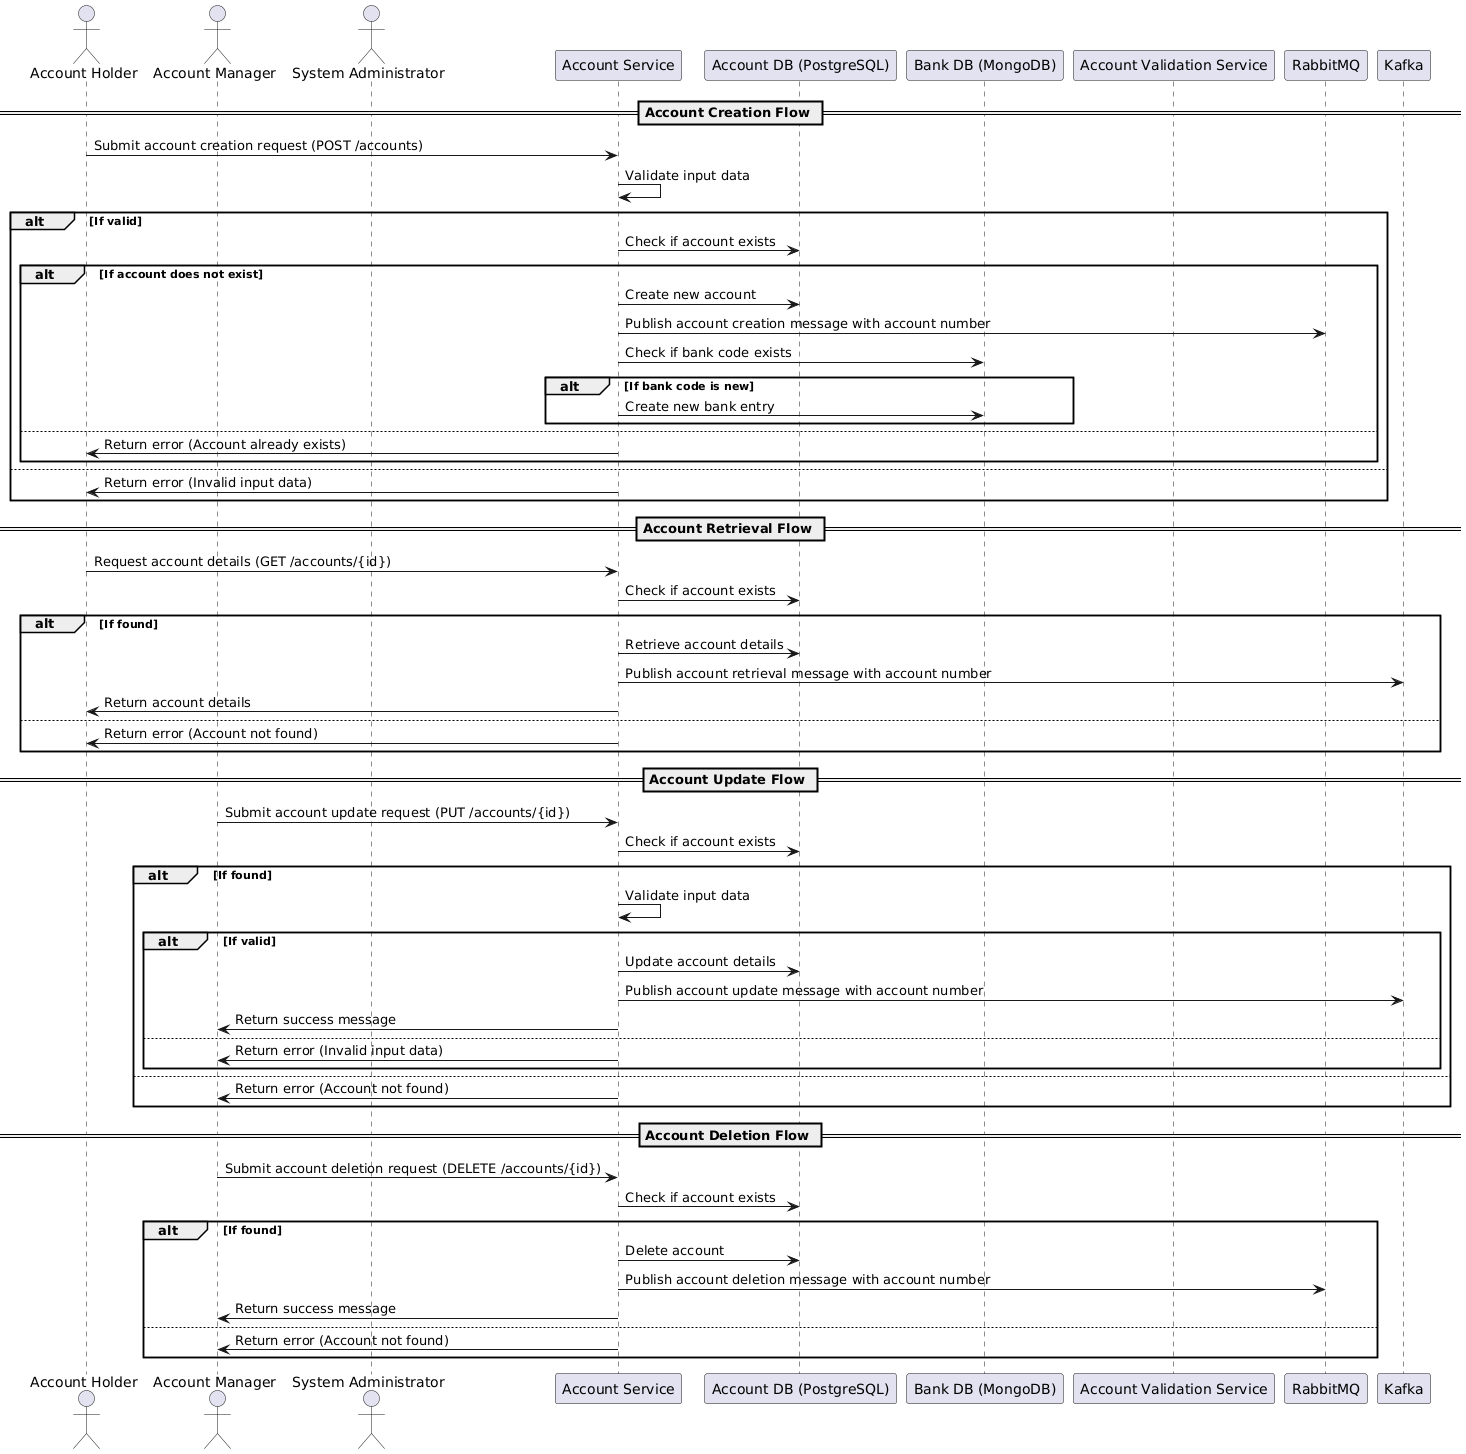 Account Holder Account Manager System Administrator
Account Service Account DB (PostgreSQL) Bank DB (MongoDB) Account Validation Service RabbitMQ Kafka
Account Creation Flow
Submit account creation request (POST /accounts)
Validate input data
alt [If valid]
Check if account exists
alt [If account does not exist]
Create new account
Publish account creation message with account number
Check if bank code exists
alt [If bank code is new]
Create new bank entry
Return error (Account already exists)
Return error (Invalid input data)
Account Retrieval Flow
Request account details (GET /accounts/{id})
Check if account exists
alt [If found]
Retrieve account details
Publish account retrieval message with account number
Return account details
Return error (Account not found)
Account Update Flow
Submit account update request (PUT /accounts/{id})
Check if account exists
alt [If found]
Validate input data
alt [If valid]
Update account details
Publish account update message with account number
Return success message
Return error (Invalid input data)
Return error (Account not found)
Account Deletion Flow
Submit account deletion request (DELETE /accounts/{id})
Check if account exists
alt [If found]
Delete account
Publish account deletion message with account number
Return success message
Return error (Account not found)
Account Holder Account Manager System Administrator
Account Service Account DB (PostgreSQL) Bank DB (MongoDB) Account Validation Service RabbitMQ Kafka